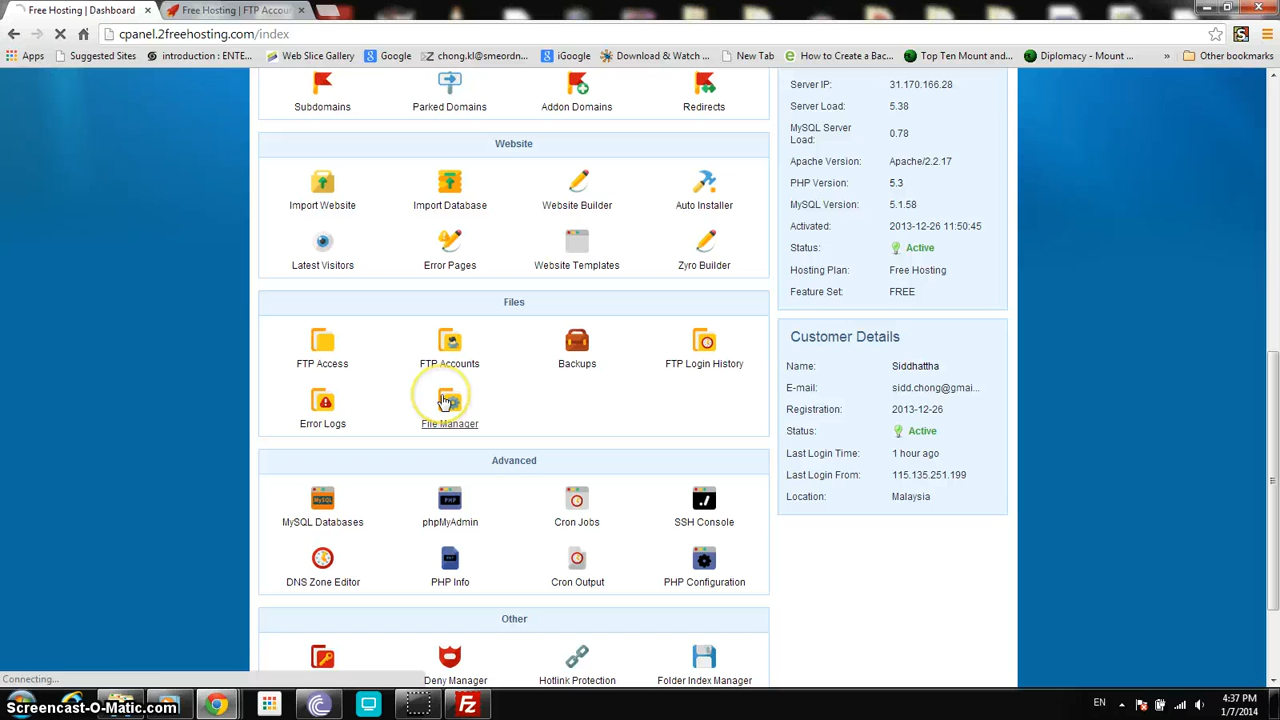 Free Hosting | Dashboard
Free Hosting | FTP Accou
cpanel.2freehosting.com/index
Apps
Suggested Sites
introduction : ENTE...
Web Slice Gallery
Google
chong.kl@smeordn...
iGoogle
Download & Watch ...
New Tab
How to Create a Bac...
Top Ten Mount and...
Diplomacy - Mount ...
»
Other bookmarks
Subdomains
Parked Domains
Addon Domains
Redirects
Website
Import Website
Import Database
Website Builder
Auto Installer
Latest Visitors
Error Pages
Website Templates
Zyro Builder
Files
FTP Access
FTP Accounts
Backups
FTP Login History
Error Logs
File Manager
Advanced
MySQL Databases
phpMyAdmin
Cron Jobs
SSH Console
DNS Zone Editor
PHP Info
Cron Output
PHP Configuration
Other
Deny Manager
Hotlink Protection
Folder Index Manager
Server IP: 31.170.166.28
Server Load: 5.38
MySQL Server Load: 0.78
Apache Version: Apache/2.2.17
PHP Version: 5.3
MySQL Version: 5.1.58
Activated: 2013-12-26 11:50:45
Status: Active
Hosting Plan: Free Hosting
Feature Set: FREE
Customer Details
Name: Siddhattha
E-mail: sidd.chong@gmai...
Registration: 2013-12-26
Status: Active
Last Login Time: 1 hour ago
Last Login From: 115.135.251.199
Location: Malaysia
Connecting...
Screencast-O-Matic.com
EN
4:37 PM
1/7/2014